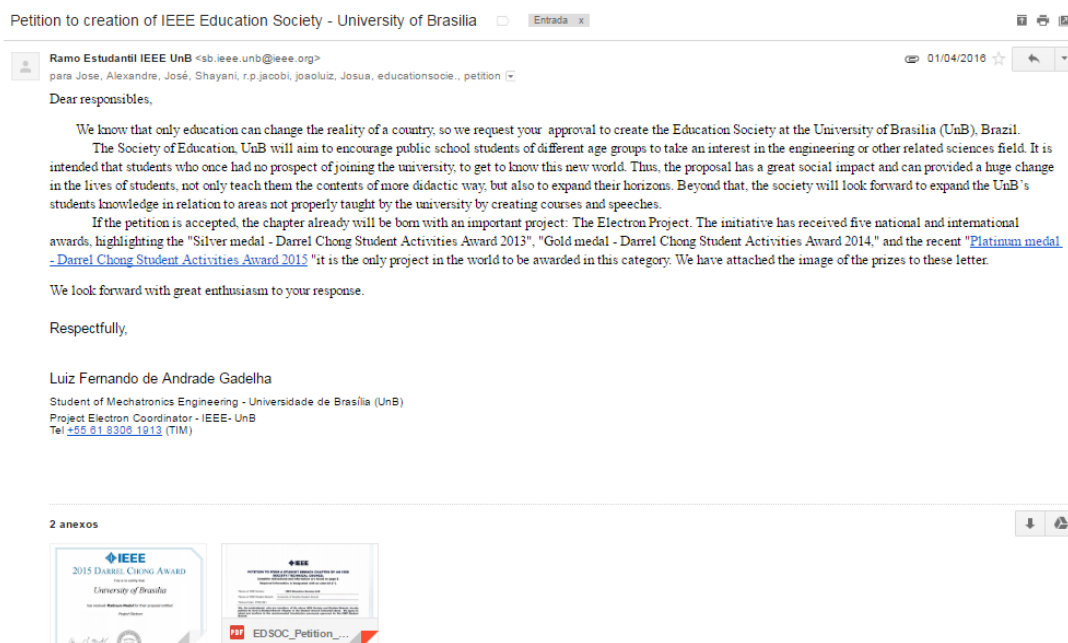 Petition to creation of IEEE Education Society - University of Brasilia Entrada x
Ramo Estudantil IEEE UnB <sb.ieee.unb@ieee.org> 01/04/2016
para Jose, Alexandre, José, Shayani, r.p.jacobi, joaoluiz, Josua, educationsocie., petition
Dear responsibles,
We know that only education can change the reality of a country, so we request your approval to create the Education Society at the University of Brasilia (UnB), Brazil.
The Society of Education, UnB will aim to encourage public school students of different age groups to take an interest in the engineering or other related sciences field. It is
intended that students who once had no prospect of joining the university, to get to know this new world. Thus, the proposal has a great social impact and can provided a huge change
in the lives of students, not only teach them the contents of more didactic way, but also to expand their horizons. Beyond that, the society will look forward to expand the UnB's
students knowledge in relation to areas not properly taught by the university by creating courses and speeches.
If the petition is accepted, the chapter already will be born with an important project: The Electron Project. The initiative has received five national and international
awards, highlighting the "Silver medal - Darrel Chong Student Activities Award 2013", "Gold medal - Darrel Chong Student Activities Award 2014," and the recent "Platinum medal
- Darrel Chong Student Activities Award 2015 "it is the only project in the world to be awarded in this category. We have attached the image of the prizes to these letter.
We look forward with great enthusiasm to your response.
Respectfully,
Luiz Fernando de Andrade Gadelha
Student of Mechatronics Engineering - Universidade de Brasília (UnB)
Project Electron Coordinator - IEEE- UnB
Tel +55 61 8306 1913 (TIM)
2 anexos
IEEE
2015 DARREL CHONG AWARD
University of Brasilia
IEEE
PDF EDSOC_Petition_...